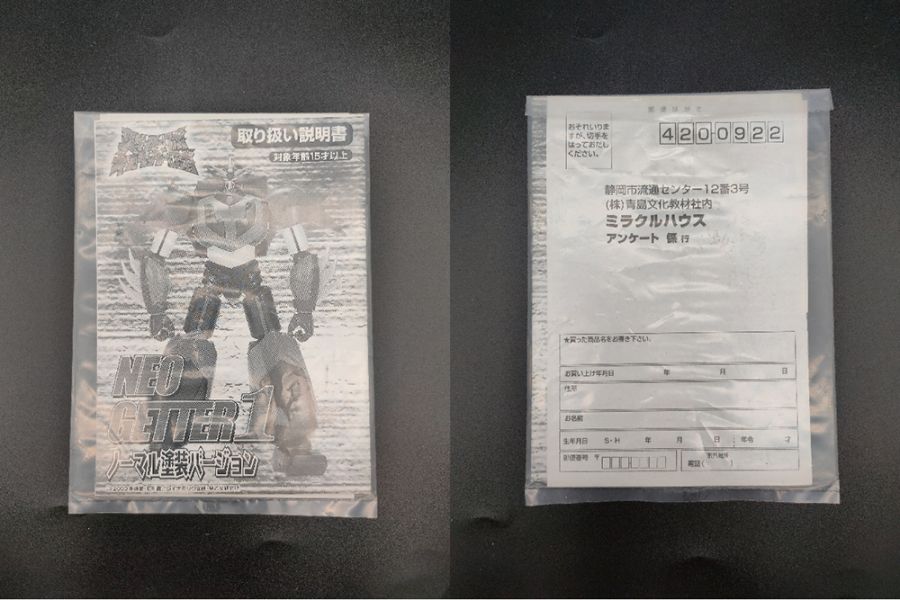 取り扱い説明書
対象年齢15才以上
NEO
GETTER 1
ノーマル塗装バージョン
おそれいりま
すが、切手を
はっておだし
ください。
4200922
静岡市流通センター12番3号
(株)青島文化教材社内
ミラクルハウス
アンケート 係 行
★買った商品名をお書き下さい。
お買い上げ年月日 年 月 日
住所
お名前
生年月日 S・H 年 月 日 年令 才
郵便番号 〒
市外局番
電話( )